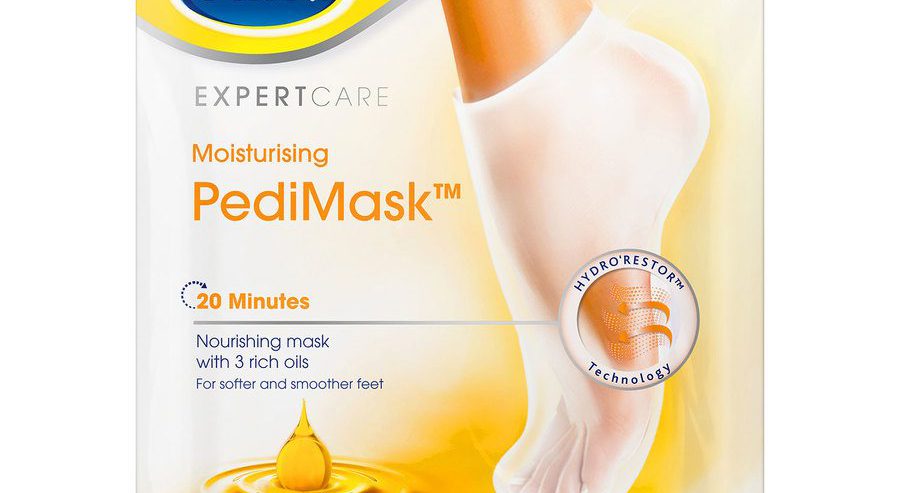 EXPERTCARE
Moisturising
PediMask™
20 Minutes
Nourishing mask
with 3 rich oils
For softer and smoother feet
HYDRO'RESTOR™
Technology